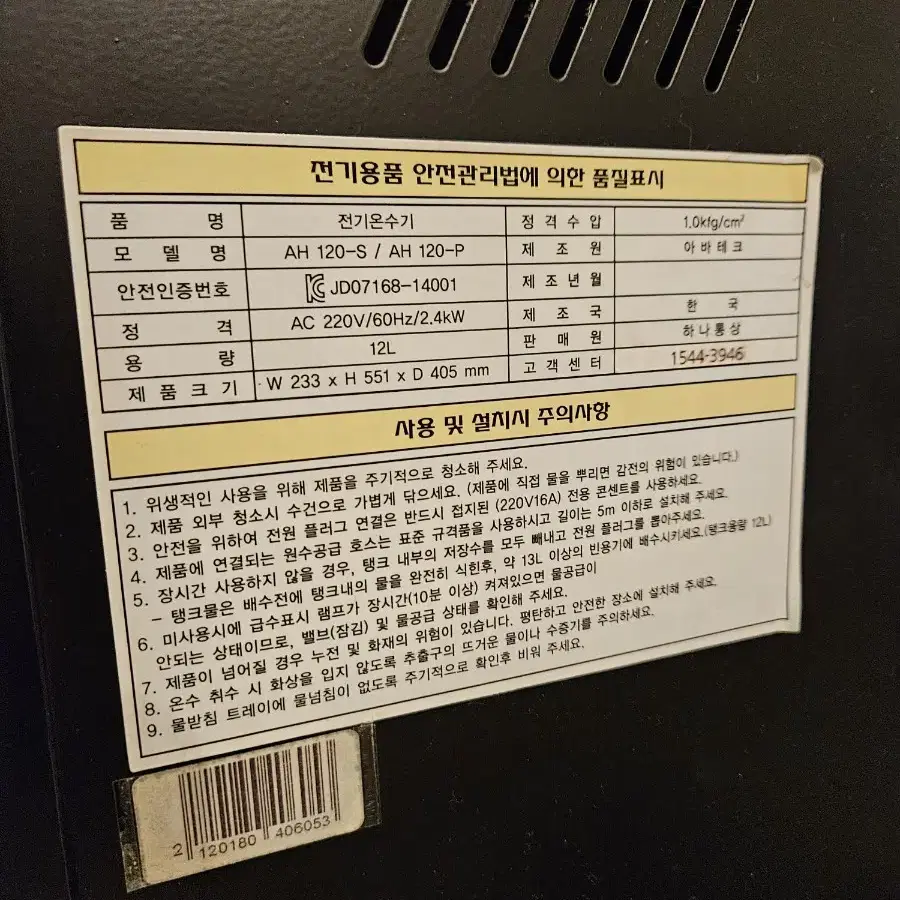 전기용품 안전관리법에 의한 품질표시
품 명 전기온수기 정격수압 1.0kfg/cm²
모델명 AH 120-S / AH 120-P 제조원 아바테크
안전인증번호 JD07168-14001 제조년월
정격 AC 220V/60Hz/2.4kW 제조국 한 국
용량 12L 판매원 하나통상
제품크기 W 233 x H 551 x D 405 mm 고객센터 1544-3946
사용 및 설치시 주의사항
1. 위생적인 사용을 위해 제품을 주기적으로 청소해 주세요.
2. 제품 외부 청소시 수건으로 가볍게 닦으세요. (제품에 직접 물을 뿌리면 감전의 위험이 있습니다.)
3. 안전을 위하여 전원 플러그 연결은 반드시 접지된 (220V16A) 전용 콘센트를 사용하세요.
4. 제품에 연결되는 원수공급 호스는 표준 규격품을 사용하시고 길이는 5m 이하로 설치해 주세요.
5. 장시간 사용하지 않을 경우, 탱크 내부의 저장수를 모두 빼내고 전원 플러그를 뽑아주세요.
- 탱크물은 배수전에 탱크내의 물을 완전히 식힌후, 약 13L 이상의 빈용기에 배수시키세요.(탱크용량 12L)
6. 미사용시에 급수표시 램프가 장시간(10분 이상) 켜져있으면 물공급이
안되는 상태이므로, 밸브(잠김) 및 물공급 상태를 확인해 주세요.
7. 제품이 넘어질 경우 누전 및 화재의 위험이 있습니다. 평탄하고 안전한 장소에 설치해 주세요.
8. 온수 취수 시 화상을 입지 않도록 추출구의 뜨거운 물이나 수증기를 주의하세요.
9. 물받침 트레이에 물넘침이 없도록 주기적으로 확인후 비워 주세요.
2 120180 406053